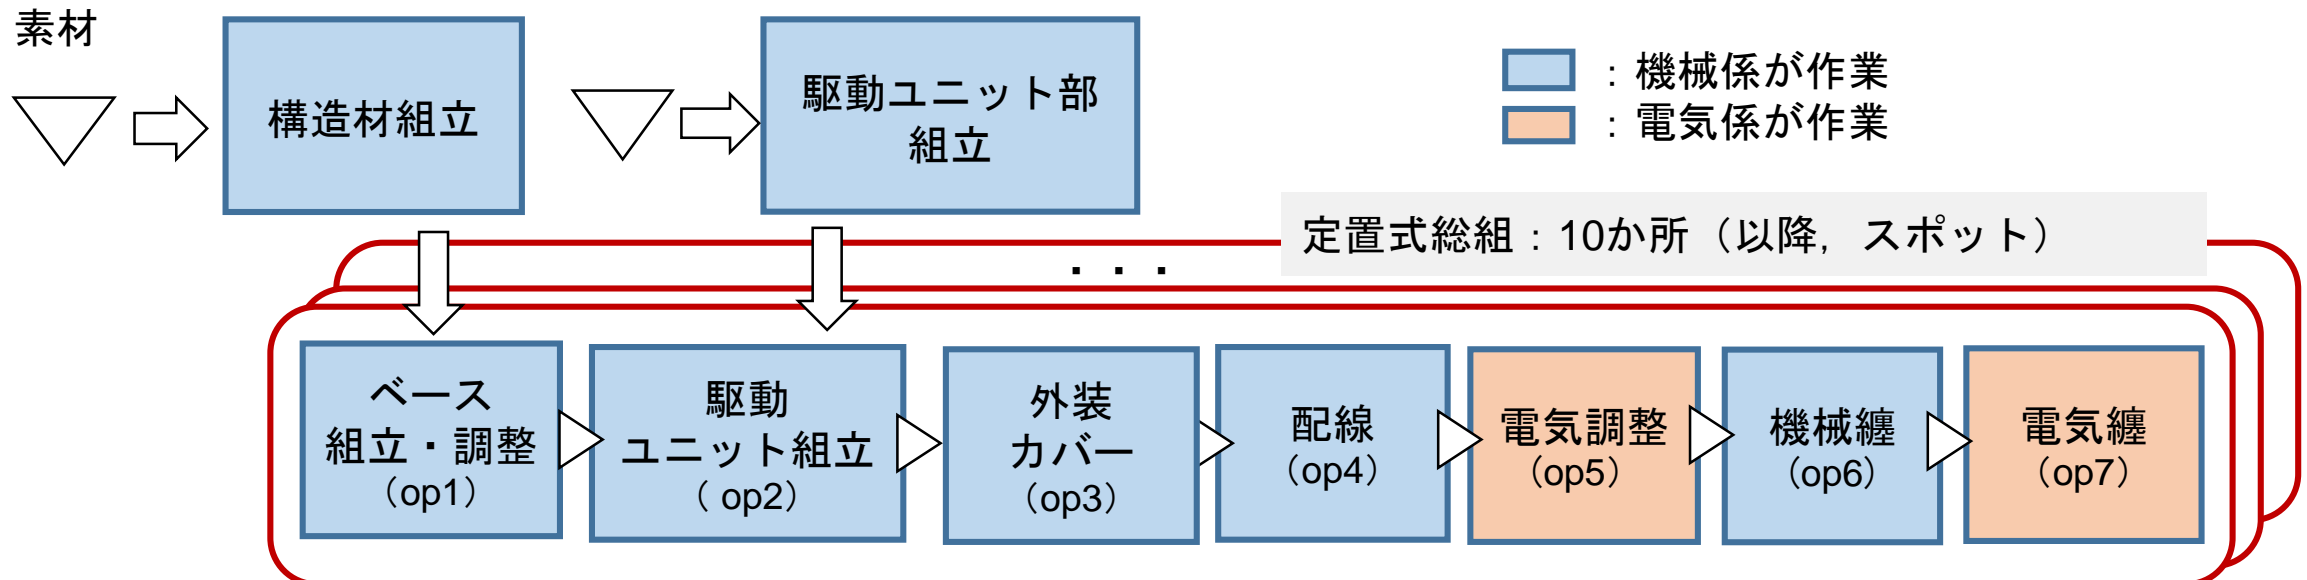 素材
構造材組立
駆動ユニット部
組立
：機械係が作業
：電気係が作業
定置式総組：10か所（以降，スポット）
・・・
ベース
組立・調整
（op1）
駆動
ユニット組立
（ op2）
外装
カバー
（op3）
配線
（op4）
電気調整
（op5）
機械纏
（op6）
電気纏
（op7）